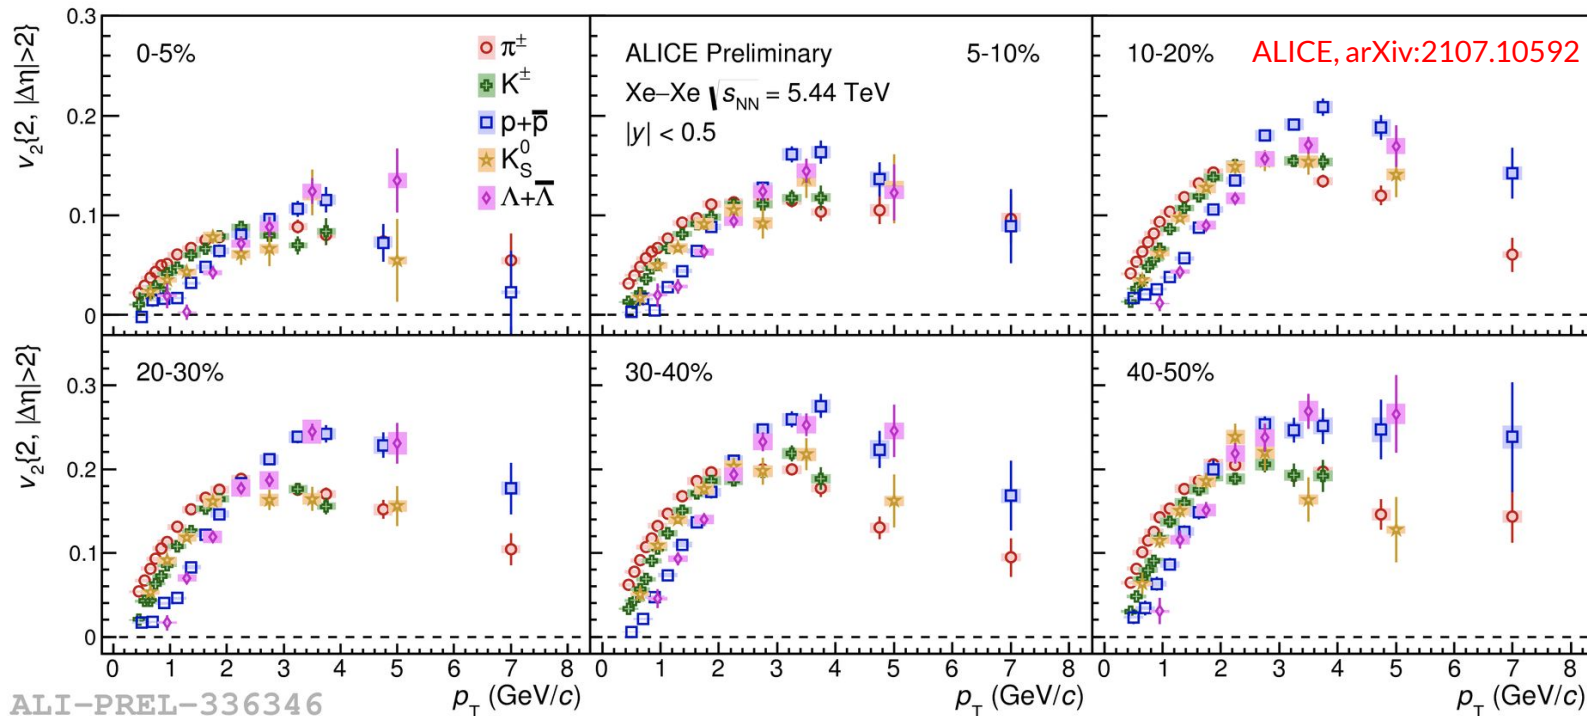 0.3
0.2
0.1
0
v₂{2, |Δη|>2}
0-5%
π±
K±
p+p̅
K⁰S
Λ+Λ̅
ALICE Preliminary
5-10%
Xe–Xe √sNN = 5.44 TeV
|y| < 0.5
10-20%
ALICE, arXiv:2107.10592
0.3
0.2
0.1
0
v₂{2, |Δη|>2}
20-30%
30-40%
40-50%
0 1 2 3 4 5 6 7 8
0 1 2 3 4 5 6 7 8
0 1 2 3 4 5 6 7 8
pT (GeV/c)
pT (GeV/c)
pT (GeV/c)
ALI-PREL-336346